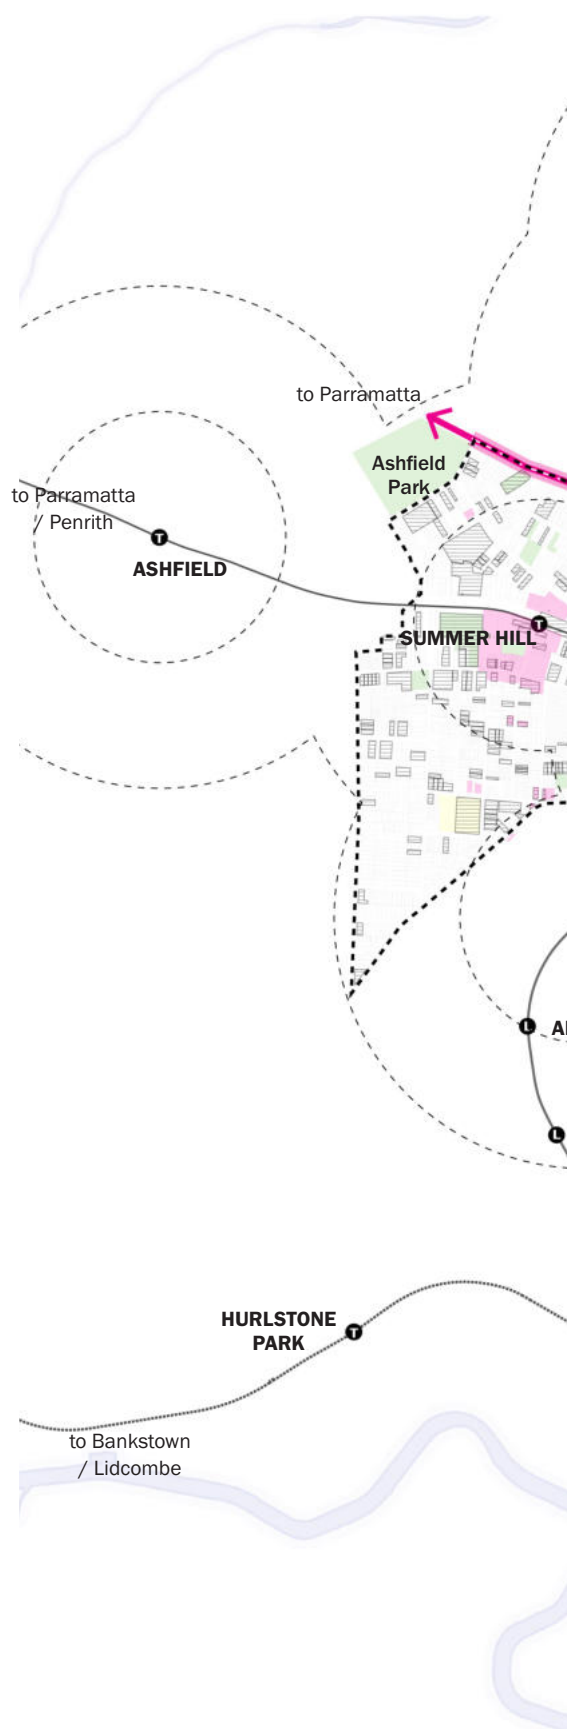 to Parramatta
Ashfield
Park
to Parramatta
/ Penrith
T
ASHFIELD
T
SUMMER HILL
L
L
HURLSTONE
PARK
T
to Bankstown
/ Lidcombe